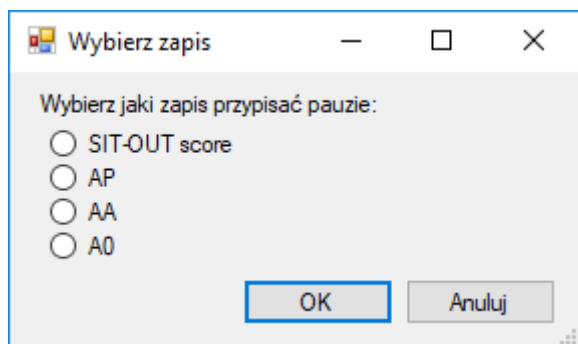 Wybierz zapis
Wybierz jaki zapis przypisać pauzie:
SIT-OUT score
AP
AA
A0
OK Anuluj